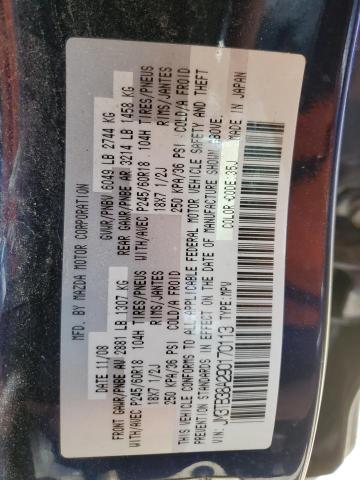 MFD. BY MAZDA MOTOR CORPORATION
DATE 11/08 GVWR/PNBV 6049 LB 2744 KG
FRONT GAWR/PNBE AV 2881 LB 1307 KG REAR GAWR/PNBE AR 3214 LB 1458 KG
WITH/AVEC P245/60R18 104H TIRES/PNEUS WITH/AVEC P245/60R18 104H TIRES/PNEUS
18X7 1/2J RIMS/JANTES 18X7 1/2J RIMS/JANTES
250 KPA/36 PSI COLD/A FROID 250 KPA/36 PSI COLD/A FROID
THIS VEHICLE CONFORMS TO ALL APPLICABLE FEDERAL MOTOR VEHICLE SAFETY AND THEFT
PREVENTION STANDARDS IN EFFECT ON THE DATE OF MANUFACTURE SHOWN ABOVE.
VIN: TYPE: MPV COLOR CODE: 35J MADE IN JAPAN